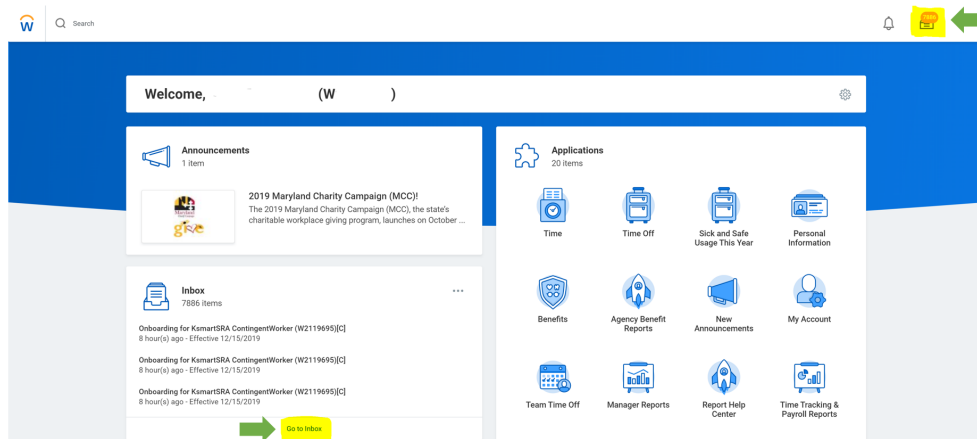 Search
7886
Welcome, (W )
Announcements
1 item
2019 Maryland Charity Campaign (MCC)!
The 2019 Maryland Charity Campaign (MCC), the state's
charitable workplace giving program, launches on October ...
Maryland
give
Inbox
7886 items
Onboarding for KsmartSRA ContingentWorker (W2119695)[C]
8 hour(s) ago - Effective 12/15/2019
Onboarding for KsmartSRA ContingentWorker (W2119695)[C]
8 hour(s) ago - Effective 12/15/2019
Onboarding for KsmartSRA ContingentWorker (W2119695)[C]
8 hour(s) ago - Effective 12/15/2019
Go to Inbox
Applications
20 items
Time
Time Off
Sick and Safe
Usage This Year
Personal
Information
Benefits
Agency Benefit
Reports
New
Announcements
My Account
Team Time Off
Manager Reports
Report Help
Center
Time Tracking &
Payroll Reports